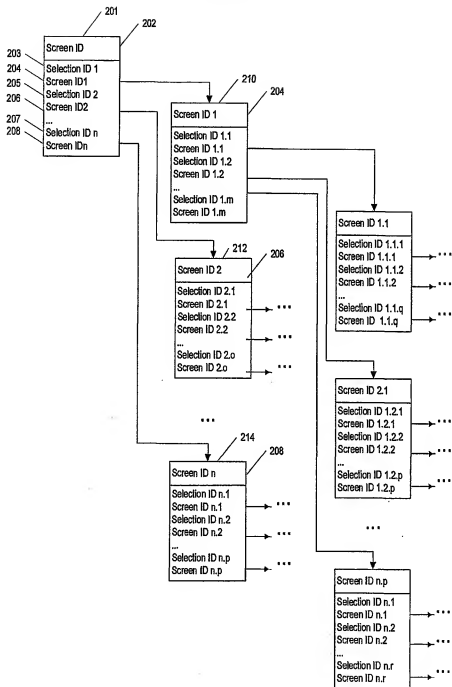 201
202
Screen ID
203
Selection ID 1
204
Screen ID1
205
Selection ID 2
206
Screen ID2
...
207
Selection ID n
208
Screen IDn
210
204
Screen ID 1
Selection ID 1.1
Screen ID 1.1
Selection ID 1.2
Screen ID 1.2
...
Selection ID 1.m
Screen ID 1.m
212
206
Screen ID 2
Selection ID 2.1
Screen ID 2.1
...
Selection ID 2.2
Screen ID 2.2
...
...
Selection ID 2.o
Screen ID 2.o
...
...
214
208
Screen ID n
Selection ID n.1
Screen ID n.1
...
Selection ID n.2
Screen ID n.2
...
...
Selection ID n.p
Screen ID n.p
...
Screen ID 1.1
Selection ID 1.1.1
Screen ID 1.1.1
...
Selection ID 1.1.2
Screen ID 1.1.2
...
...
Selection ID 1.1.q
Screen ID 1.1.q
...
Screen ID 2.1
Selection ID 1.2.1
Screen ID 1.2.1
...
Selection ID 1.2.2
Screen ID 1.2.2
...
...
Selection ID 1.2.p
Screen ID 1.2.p
...
...
Screen ID n.p
Selection ID n.1
Screen ID n.1
...
Selection ID n.2
Screen ID n.2
...
...
Selection ID n.r
Screen ID n.r
...